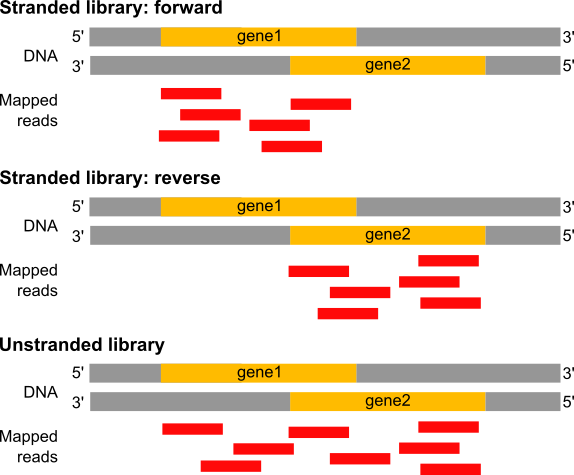 Stranded library: forward
5' gene1 3'
DNA
3' gene2 5'
Mapped
reads
Stranded library: reverse
5' gene1 3'
DNA
3' gene2 5'
Mapped
reads
Unstranded library
5' gene1 3'
DNA
3' gene2 5'
Mapped
reads